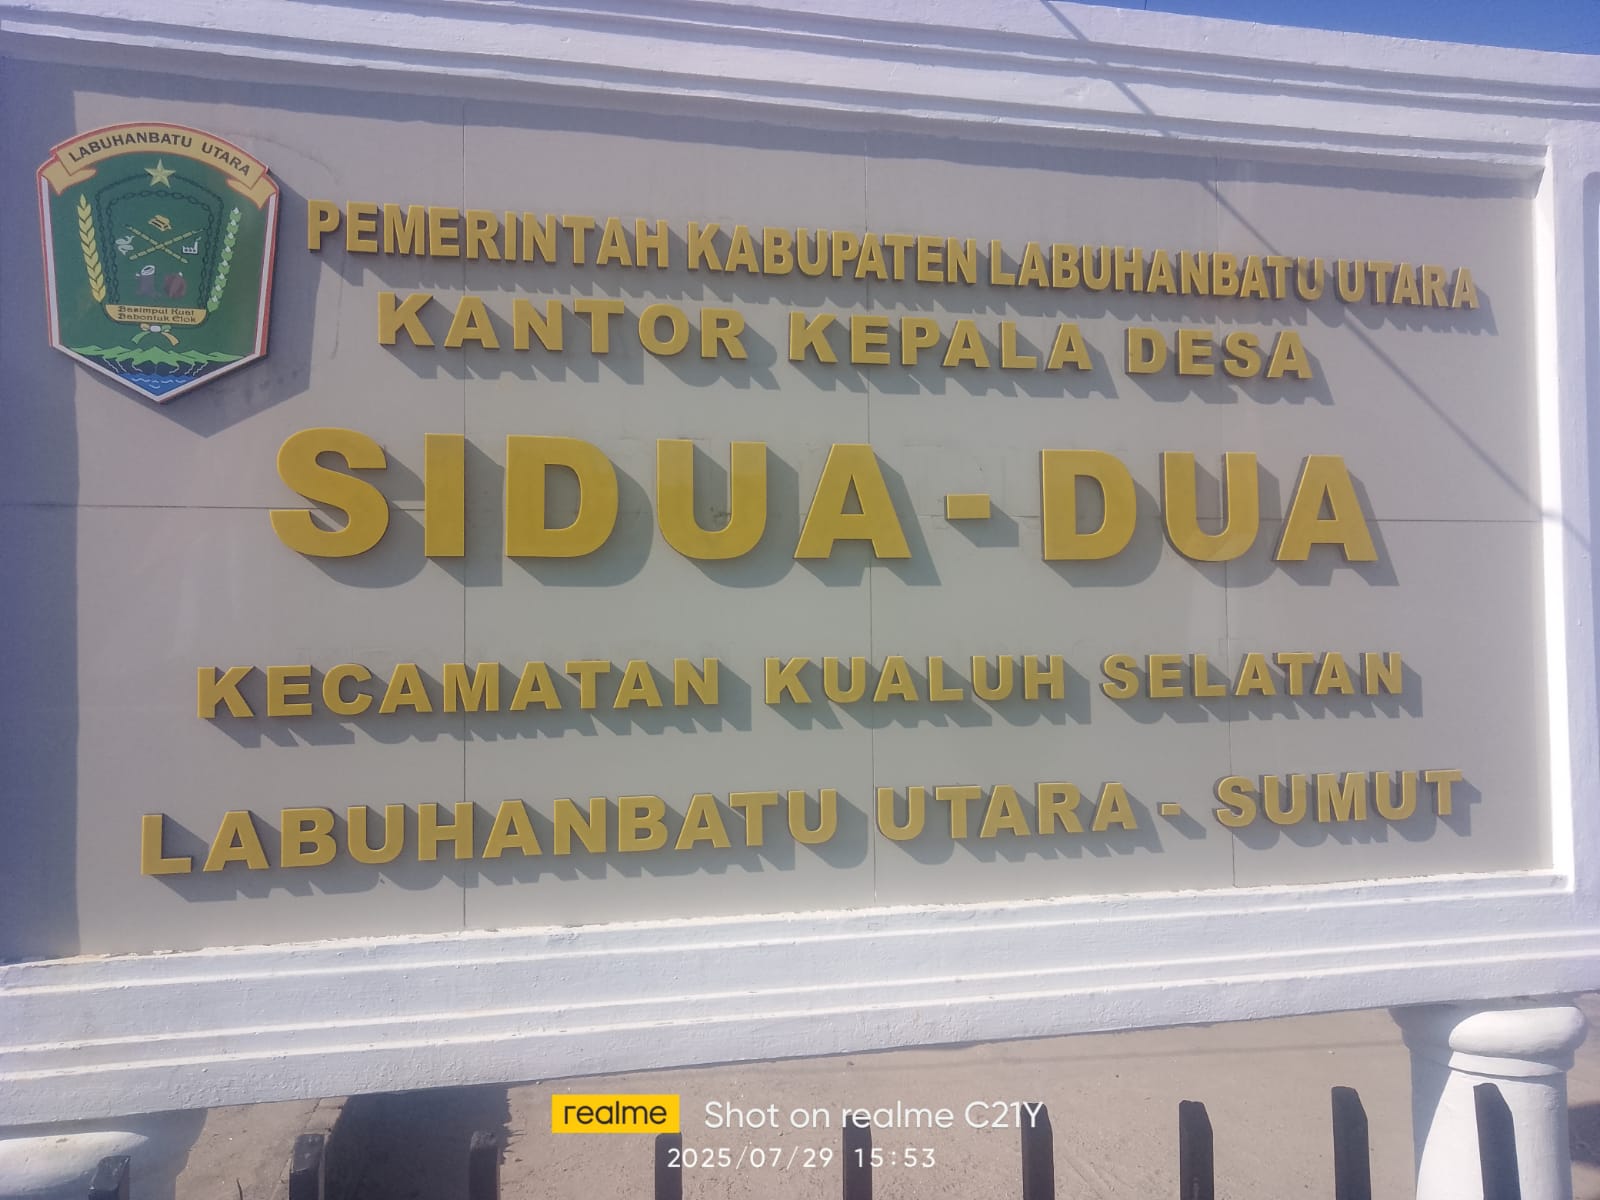 LABUHANBATU UTARA
Basimpul Kuat
Babontuk Elok
PEMERINTAH KABUPATEN LABUHANBATU UTARA
KANTOR KEPALA DESA
SIDUA - DUA
KECAMATAN KUALUH SELATAN
LABUHANBATU UTARA - SUMUT
realme Shot on realme C21Y
2025/07/29 15:53